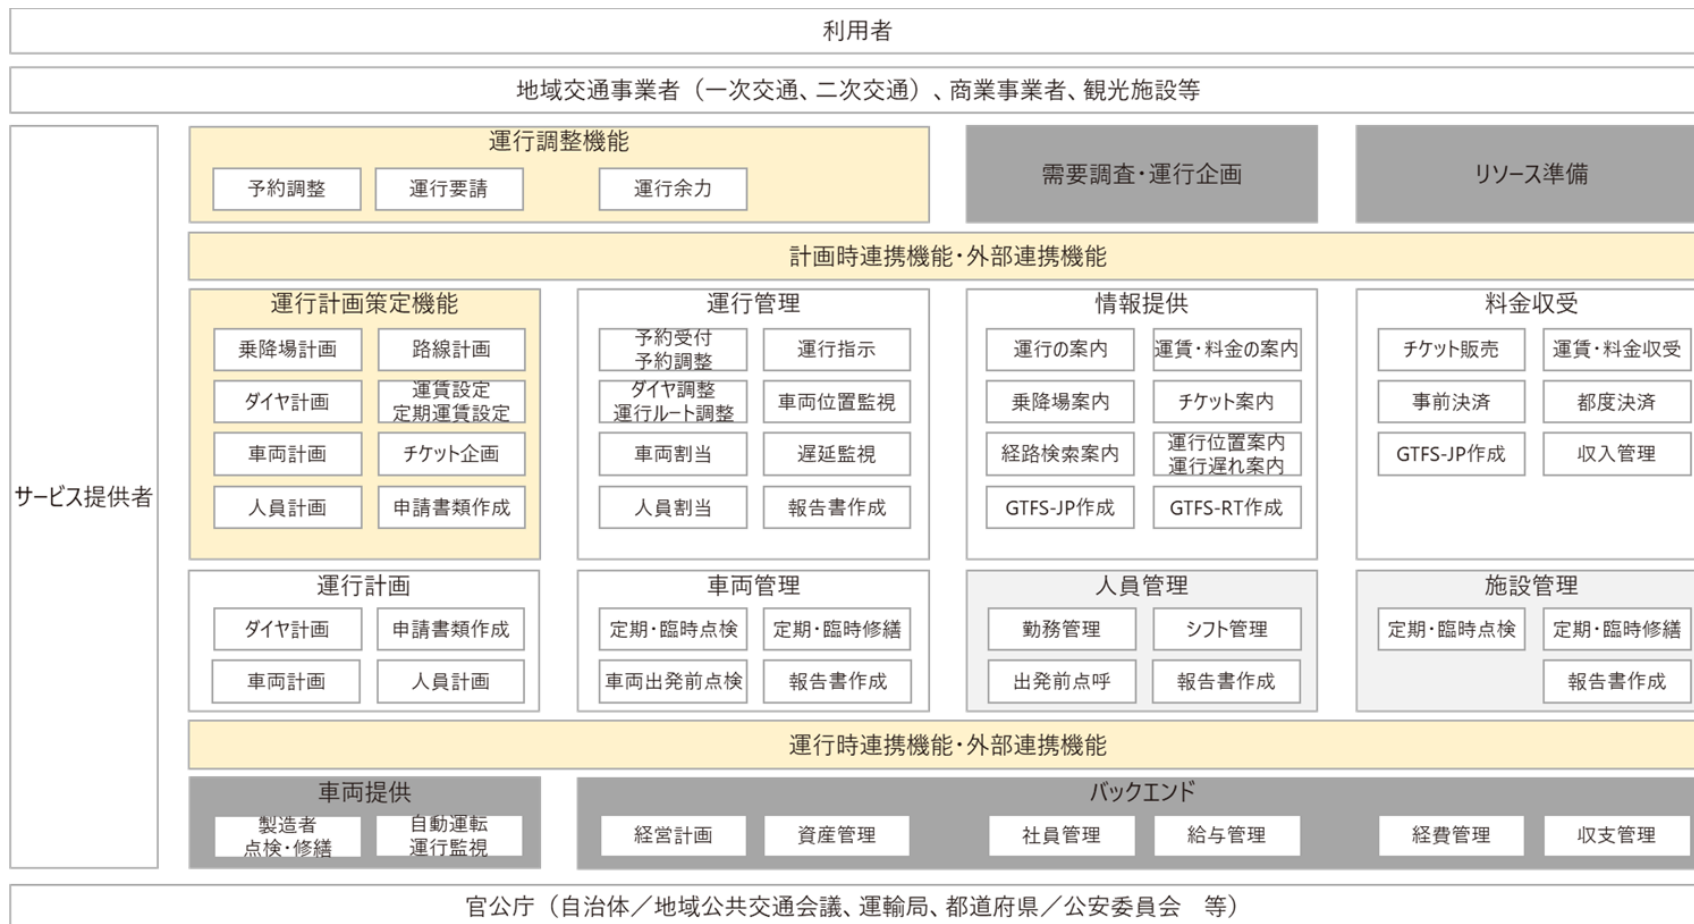 利用者
地域交通事業者（一次交通、二次交通）、商業事業者、観光施設等
サービス提供者
運行調整機能
予約調整
運行要請
運行余力
需要調査・運行企画
リソース準備
計画時連携機能・外部連携機能
運行計画策定機能
乗降場計画
路線計画
ダイヤ計画
運賃設定
定期運賃設定
車両計画
チケット企画
人員計画
申請書類作成
運行管理
予約受付
予約調整
運行指示
ダイヤ調整
運行ルート調整
車両位置監視
車両割当
遅延監視
人員割当
報告書作成
情報提供
運行の案内
運賃・料金の案内
乗降場案内
チケット案内
経路検索案内
運行位置案内
運行遅れ案内
GTFS-JP作成
GTFS-RT作成
料金収受
チケット販売
運賃・料金収受
事前決済
都度決済
GTFS-JP作成
収入管理
運行計画
ダイヤ計画
申請書類作成
車両計画
人員計画
車両管理
定期・臨時点検
定期・臨時修繕
車両出発前点検
報告書作成
人員管理
勤務管理
シフト管理
出発前点呼
報告書作成
施設管理
定期・臨時点検
定期・臨時修繕
報告書作成
運行時連携機能・外部連携機能
車両提供
製造者
点検・修繕
自動運転
運行監視
バックエンド
経営計画
資産管理
社員管理
給与管理
経費管理
収支管理
官公庁（自治体／地域公共交通会議、運輸局、都道府県／公安委員会　等）